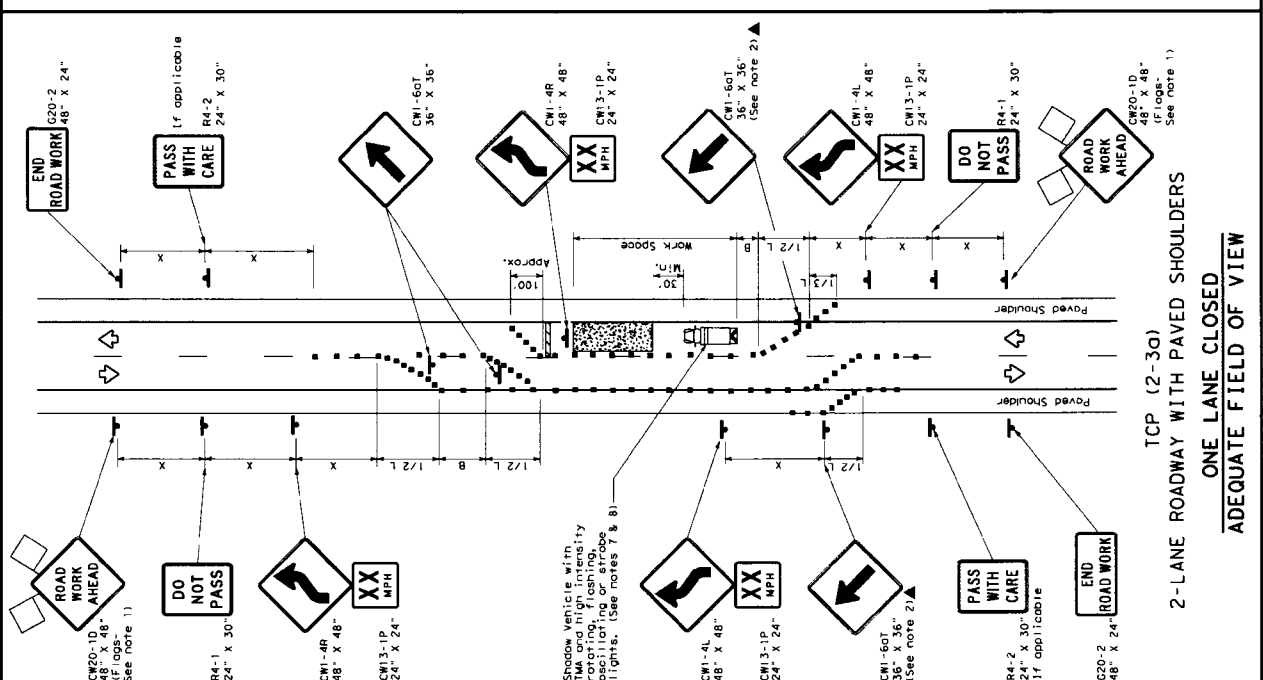 END
ROAD WORK
G20-2
48" X 24"
If applicable
PASS
WITH
CARE
R4-2
24" X 30"
CW1-6aT
36" X 36"
CW1-4R
48" X 48"
XX
MPH
CW13-1P
24" X 24"
CW1-6aT
36" X 36"
(See note 2)▲
CW1-4L
48" X 48"
XX
MPH
CW13-1P
24" X 24"
DO
NOT
PASS
R4-1
24" X 30"
ROAD
WORK
AHEAD
CW20-1D
48" X 48"
(Flags-
See note 1)
X
X
100'
Approx.
Work Space
30'
Min.
B
1/2 L
X
X
X
1/3 L
Paved Shoulder
Paved Shoulder
X
X
X
1/2 L
B
1/2 L
X
1/2 L
ROAD
WORK
AHEAD
CW20-1D
48" X 48"
(Flags-
See note 1)
DO
NOT
PASS
R4-1
24" X 30"
XX
MPH
CW1-4R
48" X 48"
CW13-1P
24" X 24"
Shadow Vehicle with
TMA and high intensity
rotating, flashing,
oscillating or strobe
lights. (See notes 7 & 8)
XX
MPH
CW1-4L
48" X 48"
CW13-1P
24" X 24"
CW1-6aT
36" X 36"
(See note 2)▲
PASS
WITH
CARE
R4-2
24" X 30"
If applicable
END
ROAD WORK
G20-2
48" X 24"
TCP (2-3a)
2-LANE ROADWAY WITH PAVED SHOULDERS
ONE LANE CLOSED
ADEQUATE FIELD OF VIEW